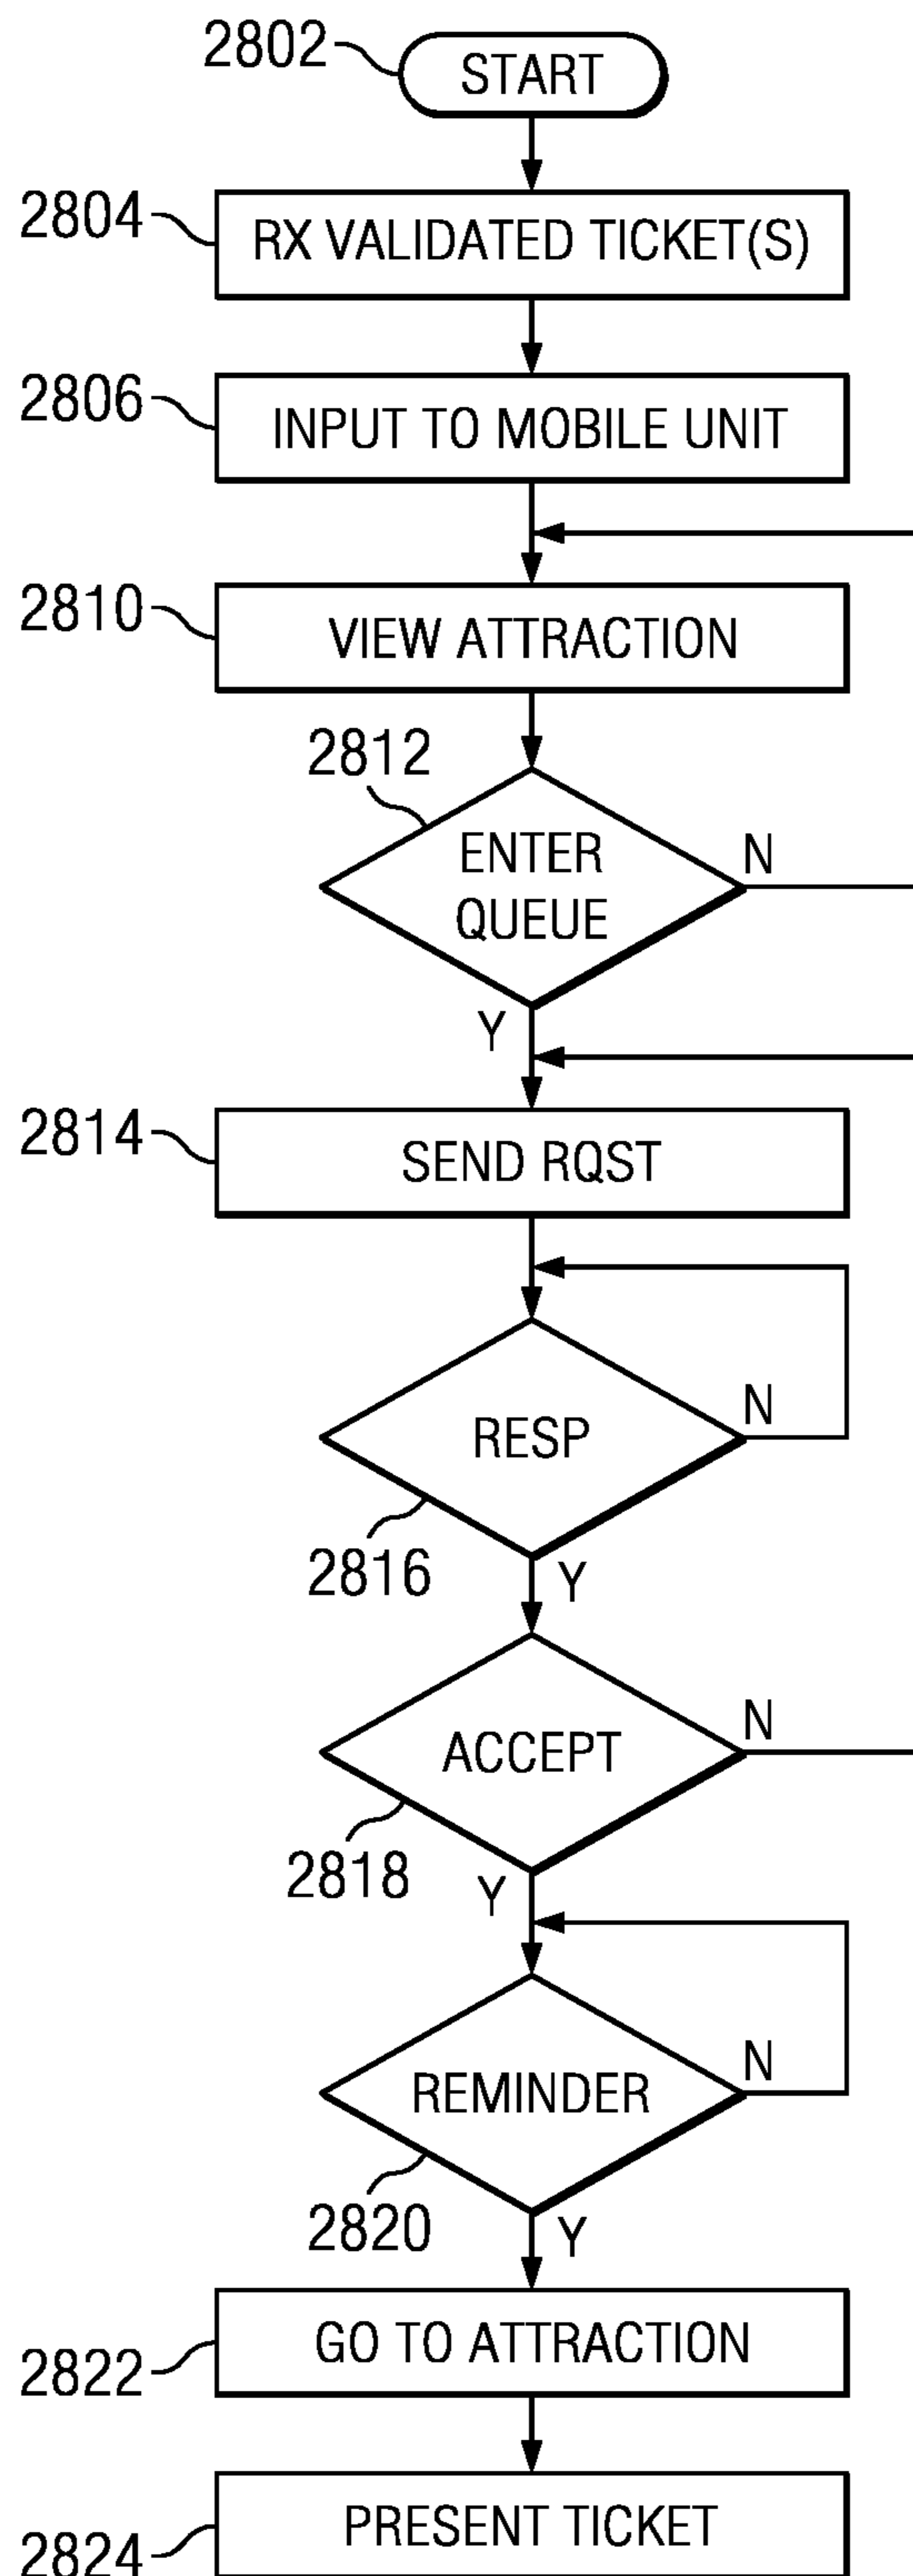 2802
START
2804
RX VALIDATED TICKET(S)
2806
INPUT TO MOBILE UNIT
2810
VIEW ATTRACTION
2812
ENTER
QUEUE
N
Y
2814
SEND RQST
RESP
N
2816
Y
ACCEPT
N
2818
Y
REMINDER
N
2820
Y
GO TO ATTRACTION
2822
PRESENT TICKET
2824